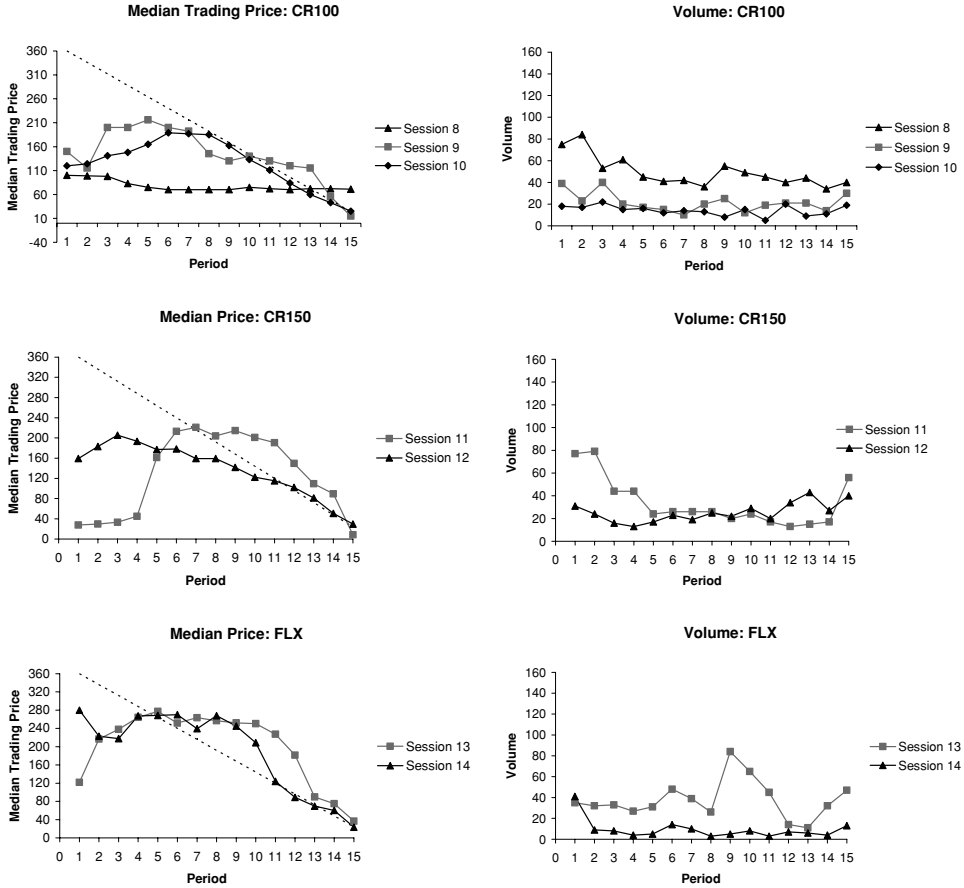 Median Trading Price: CR100
360
310
260
210
160
110
60
10
-40
Median Trading Price
1 2 3 4 5 6 7 8 9 10 11 12 13 14 15
Period
Session 8
Session 9
Session 10
Volume: CR100
160
140
120
100
80
60
40
20
0
Volume
1 2 3 4 5 6 7 8 9 10 11 12 13 14 15
Period
Session 8
Session 9
Session 10
Median Price: CR150
360
320
280
240
200
160
120
80
40
0
Median Trading Price
0 1 2 3 4 5 6 7 8 9 10 11 12 13 14 15
Period
Session 11
Session 12
Volume: CR150
160
140
120
100
80
60
40
20
0
Volume
0 1 2 3 4 5 6 7 8 9 10 11 12 13 14 15
Period
Session 11
Session 12
Median Price: FLX
360
320
280
240
200
160
120
80
40
0
Median Trading Price
0 1 2 3 4 5 6 7 8 9 10 11 12 13 14 15
Period
Session 13
Session 14
Volume: FLX
160
140
120
100
80
60
40
20
0
Volume
0 1 2 3 4 5 6 7 8 9 10 11 12 13 14 15
Period
Session 13
Session 14